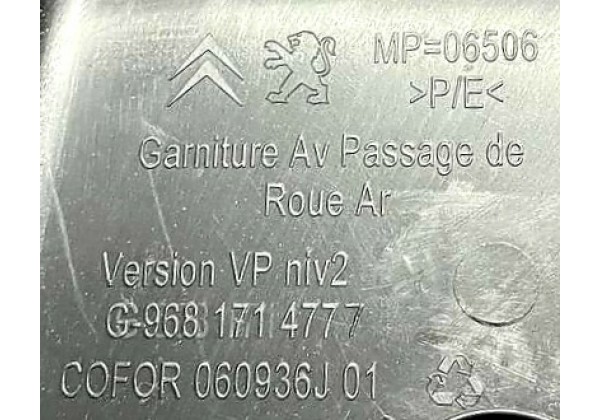 MP=06506
>P/E<
Garniture Av Passage de
Roue Ar
Version VP niv2
G-968 171 4777
COFOR 060936J 01